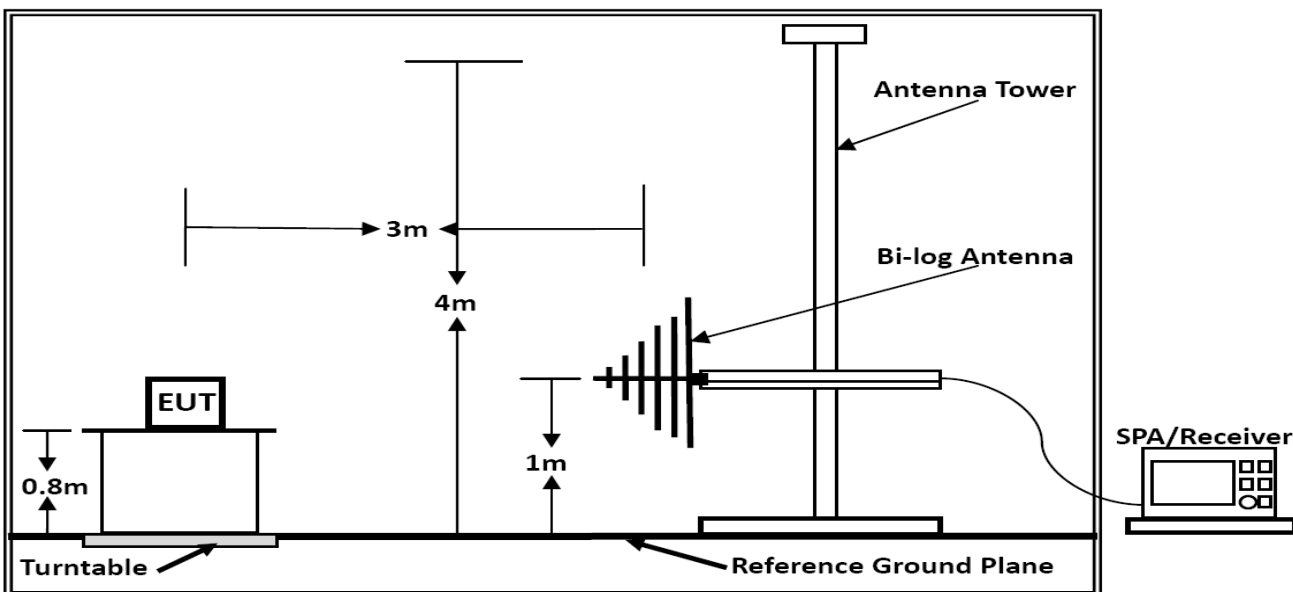 Antenna Tower
3m
Bi-log Antenna
4m
EUT
SPA/Receiver
1m
0.8m
Turntable
Reference Ground Plane